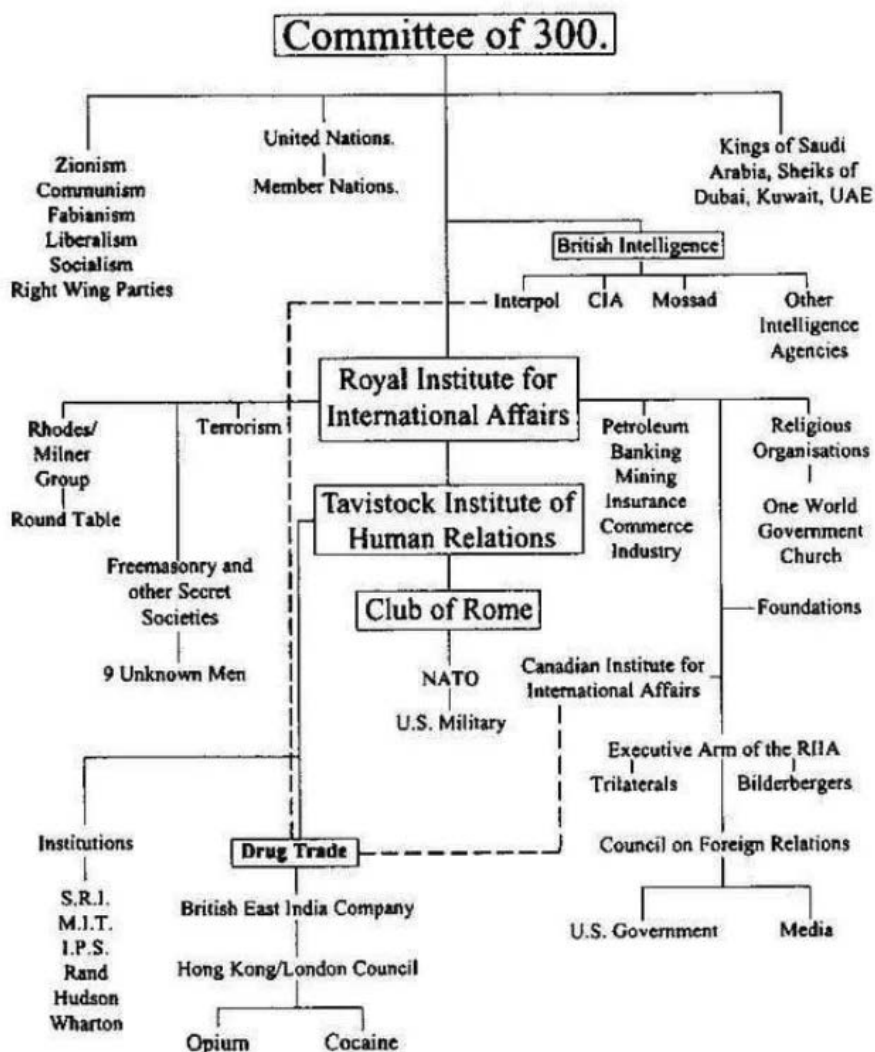 Committee of 300.
United Nations.
Member Nations.
Zionism
Communism
Fabianism
Liberalism
Socialism
Right Wing Parties
Kings of Saudi
Arabia, Sheiks of
Dubai, Kuwait, UAE
British Intelligence
Interpol
CIA
Mossad
Other
Intelligence
Agencies
Royal Institute for
International Affairs
Rhodes/
Milner
Group
Round Table
Terrorism
Freemasonry and
other Secret
Societies
9 Unknown Men
Petroleum
Banking
Mining
Insurance
Commerce
Industry
Religious
Organisations
One World
Government
Church
Tavistock Institute of
Human Relations
Club of Rome
NATO
U.S. Military
Foundations
Canadian Institute for
International Affairs
Executive Arm of the RIIA
Trilaterals
Bilderbergers
Council on Foreign Relations
U.S. Government
Media
Institutions
S.R.I.
M.I.T.
I.P.S.
Rand
Hudson
Wharton
Drug Trade
British East India Company
Hong Kong/London Council
Opium
Cocaine